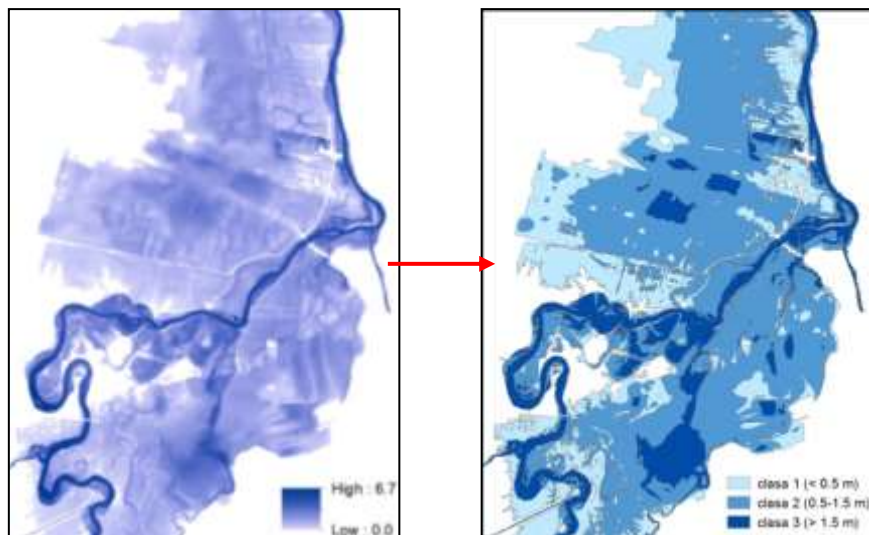 High : 6.7
Low : 0.0
clasa 1 (< 0.5 m)
clasa 2 (0.5-1.5 m)
clasa 3 (> 1.5 m)